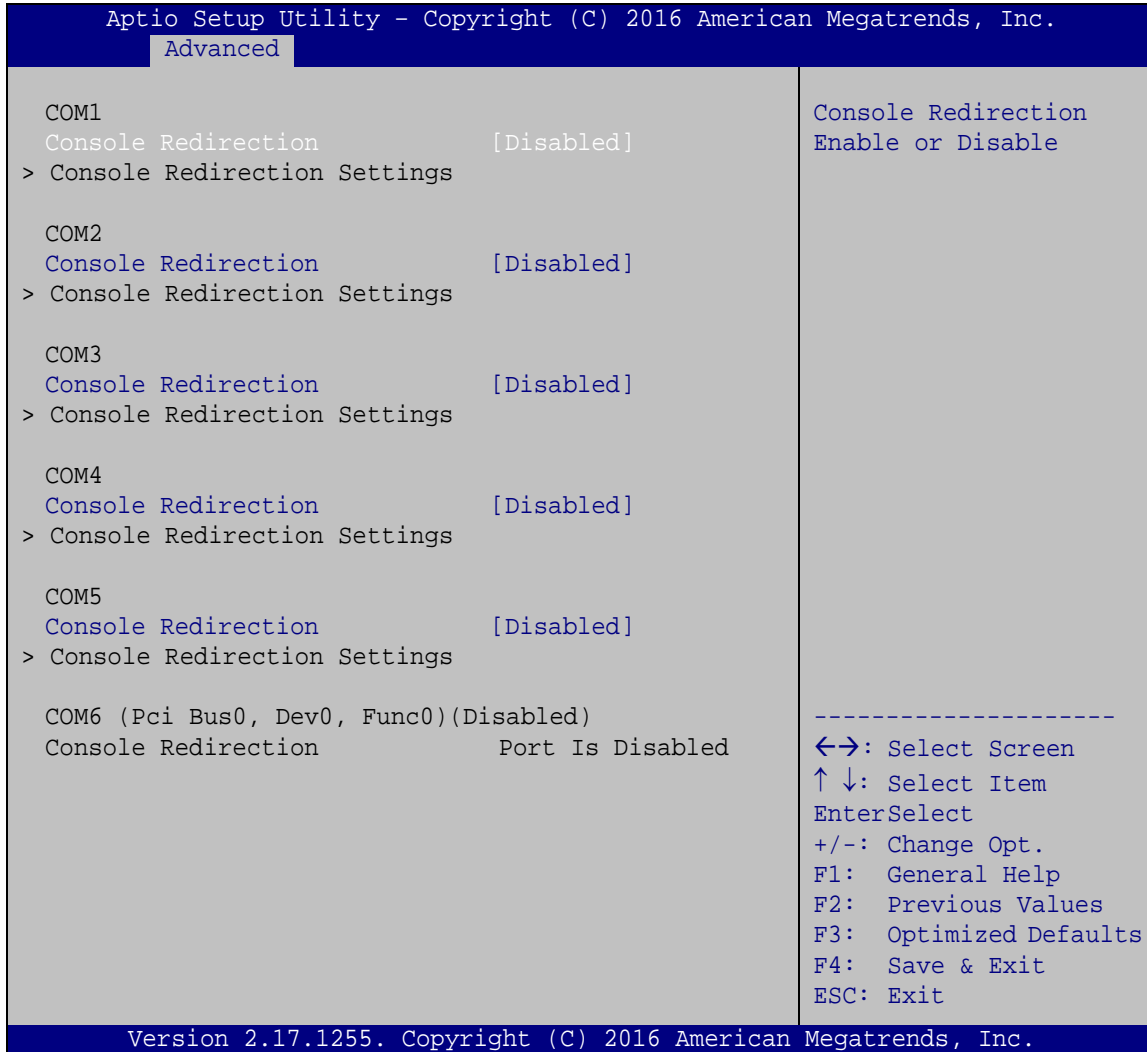 Aptio Setup Utility – Copyright (C) 2016 American Megatrends, Inc.
Advanced
COM1
Console Redirection [Disabled]
> Console Redirection Settings
COM2
Console Redirection [Disabled]
> Console Redirection Settings
COM3
Console Redirection [Disabled]
> Console Redirection Settings
COM4
Console Redirection [Disabled]
> Console Redirection Settings
COM5
Console Redirection [Disabled]
> Console Redirection Settings
COM6 (Pci Bus0, Dev0, Func0)(Disabled)
Console Redirection Port Is Disabled
Console Redirection
Enable or Disable
---------------------
←→: Select Screen
↑ ↓: Select Item
EnterSelect
+/-: Change Opt.
F1: General Help
F2: Previous Values
F3: Optimized Defaults
F4: Save & Exit
ESC: Exit
Version 2.17.1255. Copyright (C) 2016 American Megatrends, Inc.